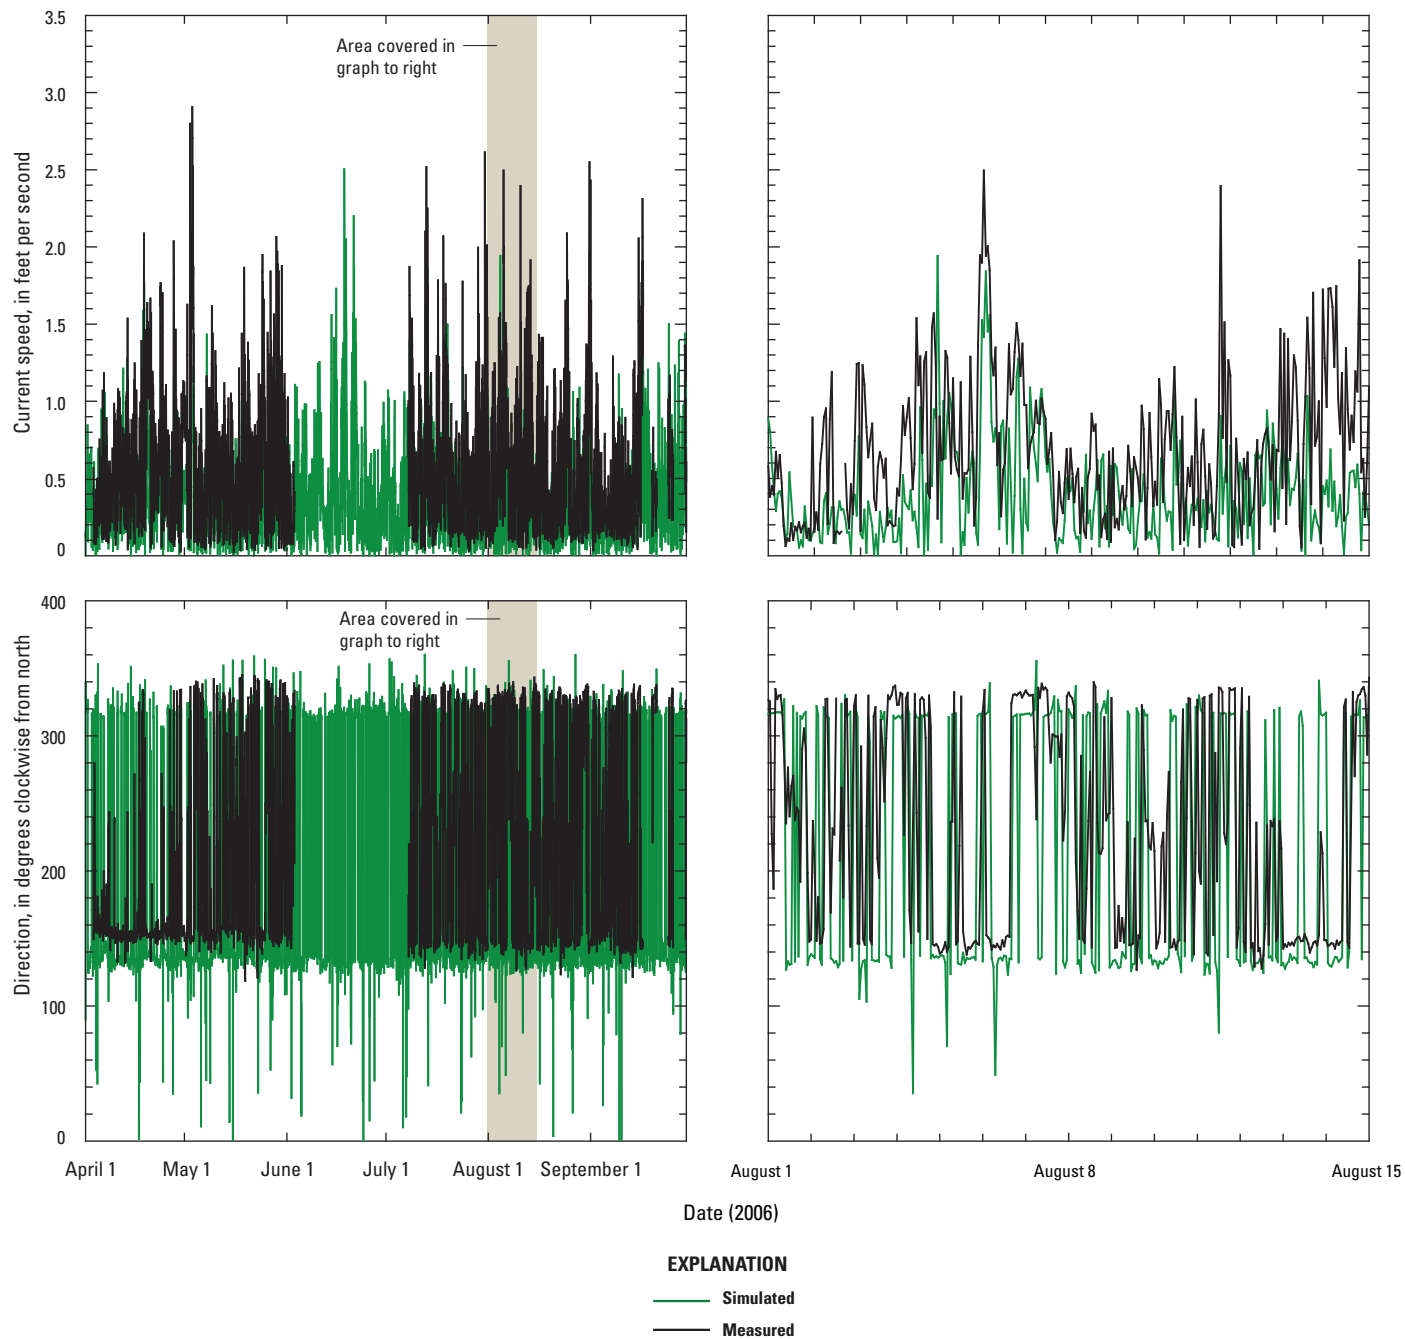 Current speed, in feet per second
3.5
3.0
2.5
2.0
1.5
1.0
0.5
0
Area covered in
graph to right
Direction, in degrees clockwise from north
400
300
200
100
0
Area covered in
graph to right
April 1 May 1 June 1 July 1 August 1 September 1
August 1 August 8 August 15
Date (2006)
EXPLANATION
Simulated
Measured